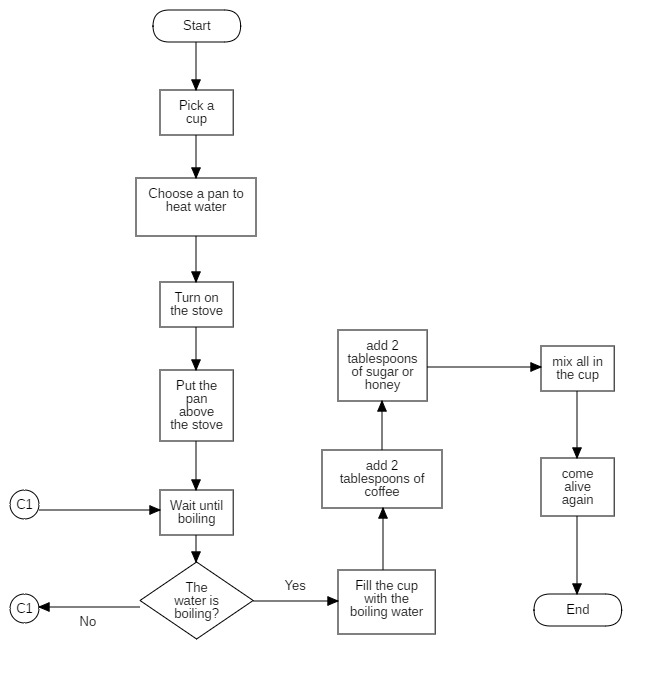 Start
Pick a
cup
Choose a pan to
heat water
Turn on
the stove
Put the
pan
above
the stove
C1
Wait until
boiling
The
water is
boiling?
No
C1
Yes
Fill the cup
with the
boiling water
add 2
tablespoons of
coffee
add 2
tablespoons
of sugar or
honey
mix all in
the cup
come
alive
again
End